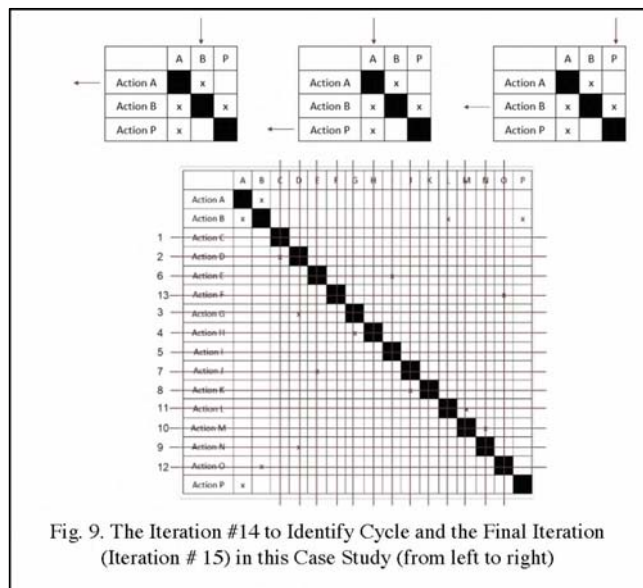 A B P A B P A B P
Action A x Action A x Action A x
Action B x x Action B x x Action B x x
Action P x Action P x Action P x
A B C D E F G H J K L M N O P
Action A x
Action B x x x
1 Action C
2 Action D x
6 Action E x
13 Action F
3 Action G x
4 Action H x
5 Action I
7 Action J x
8 Action K x
11 Action L x
10 Action M x
9 Action N x
12 Action O x
Action P x
Fig. 9. The Iteration #14 to Identify Cycle and the Final Iteration
(Iteration # 15) in this Case Study (from left to right)